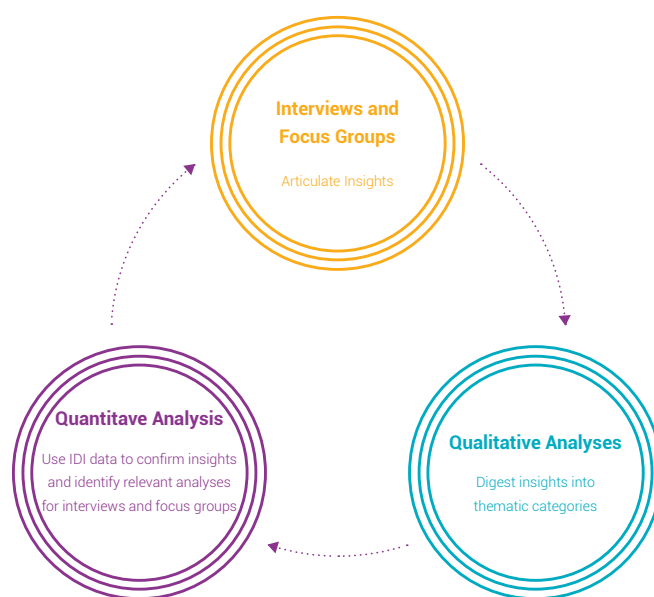 Interviews and
Focus Groups
Articulate Insights
Quantitave Analysis
Use IDI data to confirm insights
and identify relevant analyses
for interviews and focus groups
Qualitative Analyses
Digest insights into
thematic categories